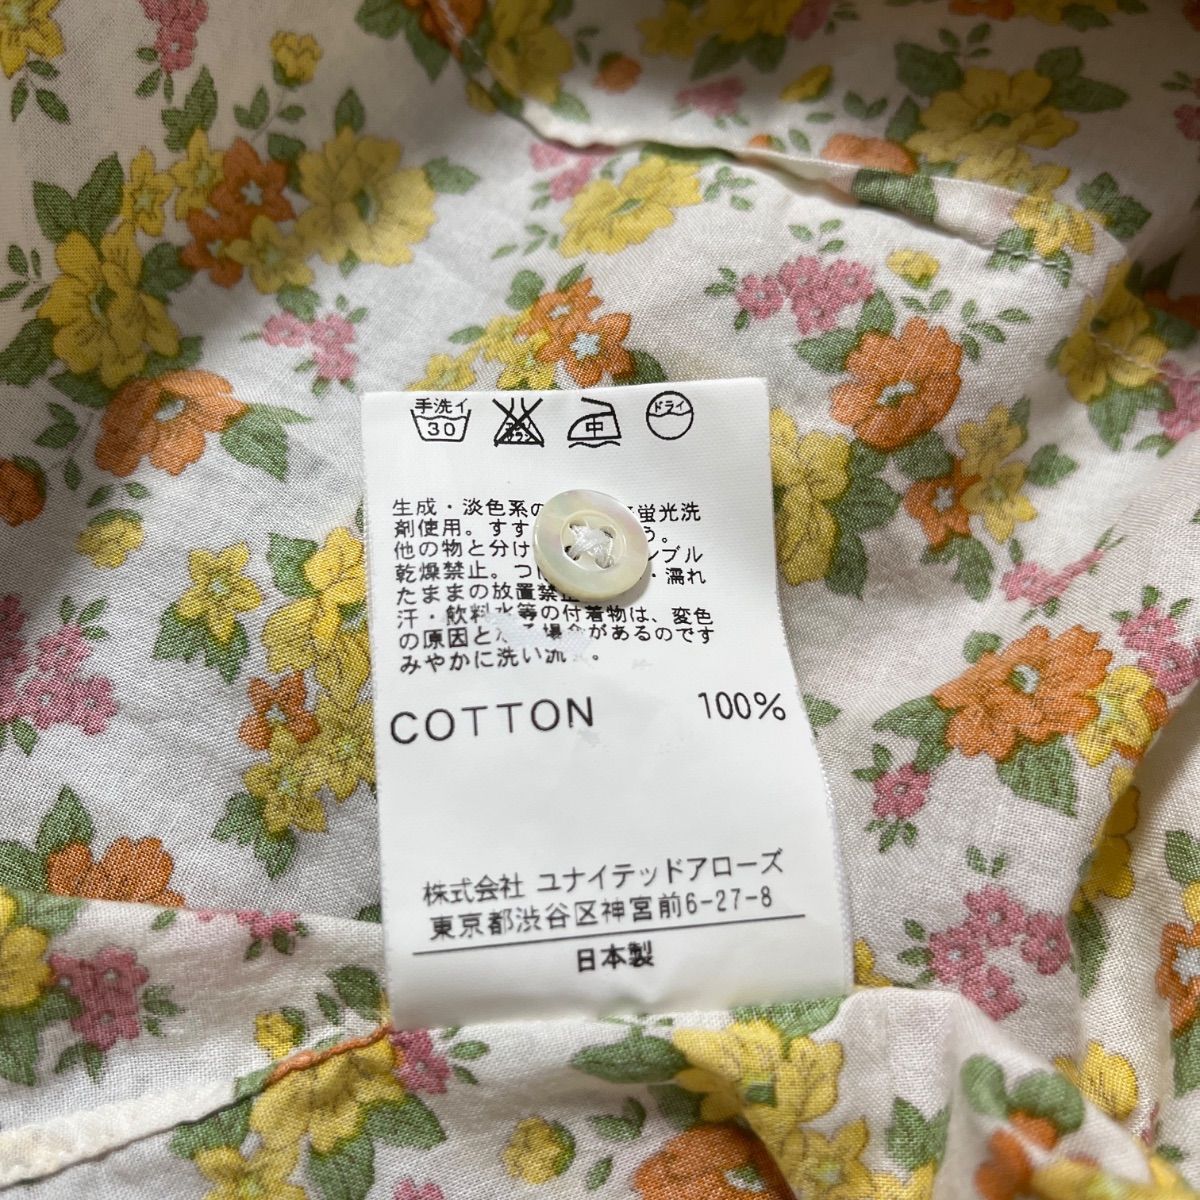 手洗イ 30 中 ドライ
生成・淡色系の 蛍光洗
剤使用。すす う。
他の物と分け ンブル
乾燥禁止。つけ ・濡れ
たままの放置禁止
汗・飲料水等の付着物は、変色
の原因と 場合があるのです
みやかに洗い流 。
COTTON 100%
株式会社 ユナイテッドアローズ
東京都渋谷区神宮前6-27-8
日本製